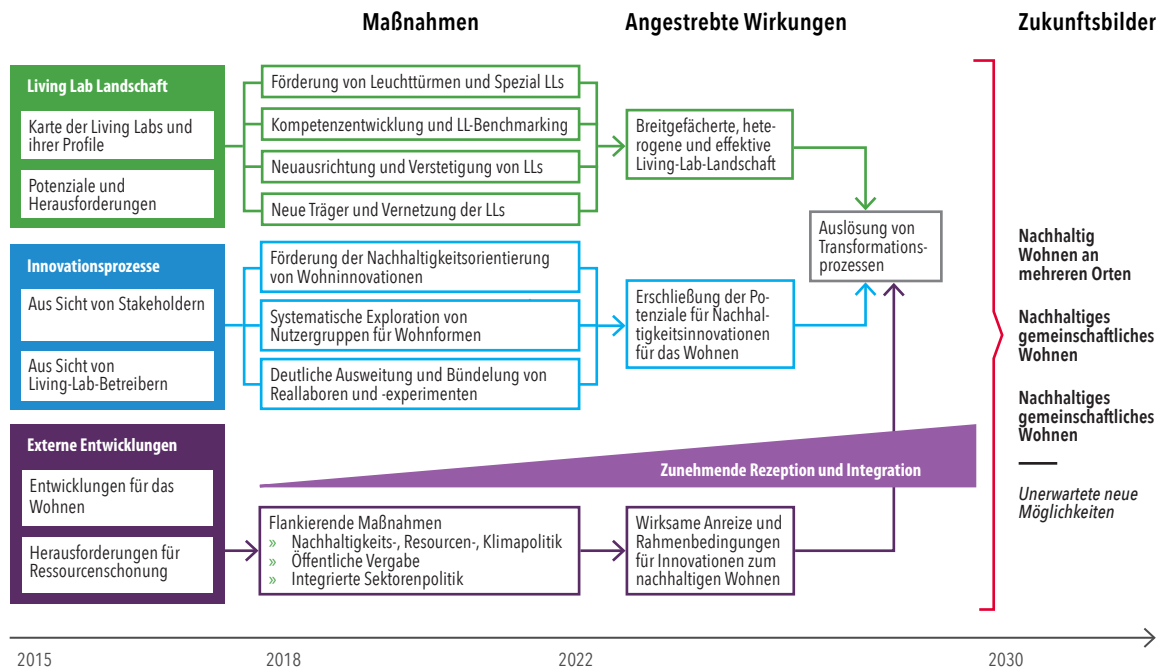 Maßnahmen
Angestrebte Wirkungen
Zukunftsbilder
Living Lab Landschaft
Karte der Living Labs und
ihrer Profile
Potenziale und
Herausforderungen
Förderung von Leuchttürmen und Spezial LLs
Kompetenzentwicklung und LL-Benchmarking
Neuausrichtung und Verstetigung von LLs
Neue Träger und Vernetzung der LLs
Breitgefächerte, hete-
rogene und effektive
Living-Lab-Landschaft
Auslösung von
Transformations-
prozessen
Innovationsprozesse
Aus Sicht von Stakeholdern
Aus Sicht von
Living-Lab-Betreibern
Förderung der Nachhaltigkeitsorientierung
von Wohninnovationen
Systematische Exploration von
Nutzergruppen für Wohnformen
Deutliche Ausweitung und Bündelung von
Reallaboren und -experimenten
Erschließung der Po-
tenziale für Nachhal-
tigkeitsinnovationen
für das Wohnen
Externe Entwicklungen
Entwicklungen für das
Wohnen
Herausforderungen für
Ressourcenschonung
Zunehmende Rezeption und Integration
Flankierende Maßnahmen
» Nachhaltigkeits-, Resourcen-, Klimapolitik
» Öffentliche Vergabe
» Integrierte Sektorenpolitik
Wirksame Anreize und
Rahmenbedingungen
für Innovationen zum
nachhaltigen Wohnen
Nachhaltig
Wohnen an
mehreren Orten
Nachhaltiges
gemeinschaftliches
Wohnen
Nachhaltiges
gemeinschaftliches
Wohnen
Unerwartete neue
Möglichkeiten
2015
2018
2022
2030